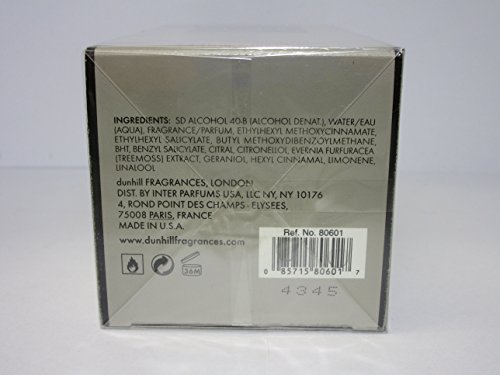 INGREDIENTS: SD ALCOHOL 40-B (ALCOHOL DENAT.), WATER/EAU
(AQUA), FRAGRANCE/PARFUM, ETHYLHEXYL METHOXYCINNAMATE,
ETHYLHEXYL SALICYLATE, BUTYL METHOXYDIBENZOYLMETHANE,
BHT, BENZYL SALICYLATE, CITRAL, CITRONELLOL, EVERNIA FURFURACEA
(TREEMOSS) EXTRACT, GERANIOL, HEXYL CINNAMAL, LIMONENE,
LINALOOL
dunhill FRAGRANCES, LONDON
DIST. BY INTER PARFUMS USA, LLC NY, NY 10176
4, ROND POINT DES CHAMPS - ELYSEES,
75008 PARIS, FRANCE
MADE IN U.S.A.
www.dunhillfragrances.com
36M
Ref. No. 80601
0 85715 80601 7
4345